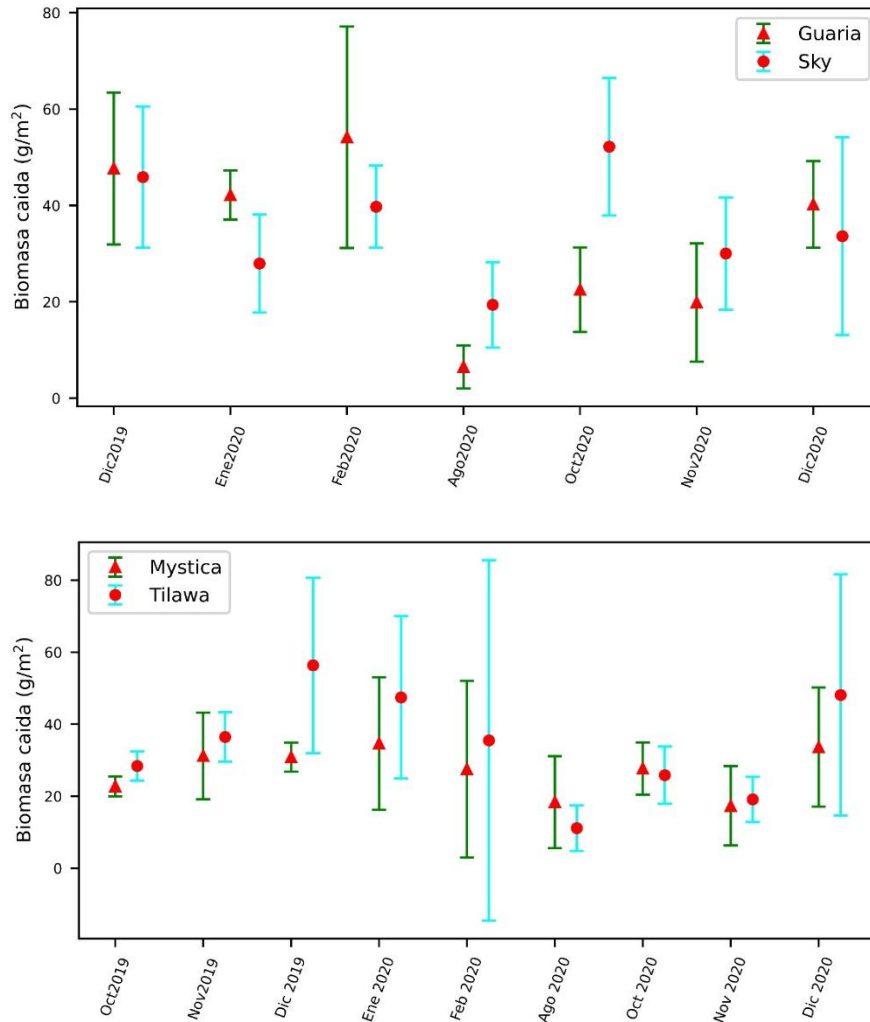 80
60
40
20
0
Biomasa caida (g/m²)
Guaria
Sky
Dic2019
Ene2020
Feb2020
Ago2020
Oct2020
Nov2020
Dic2020
80
60
40
20
0
Biomasa caida (g/m²)
Mystica
Tilawa
Oct2019
Nov2019
Dic 2019
Ene 2020
Feb 2020
Ago 2020
Oct 2020
Nov 2020
Dic 2020